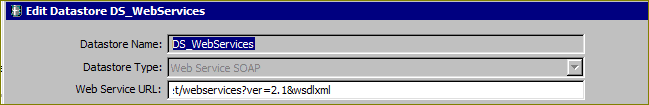 Edit Datastore DS_WebServices
Datastore Name: DS_WebServices
Datastore Type: Web Service SOAP
Web Service URL: :t/webservices?ver=2.1&wsdlxml